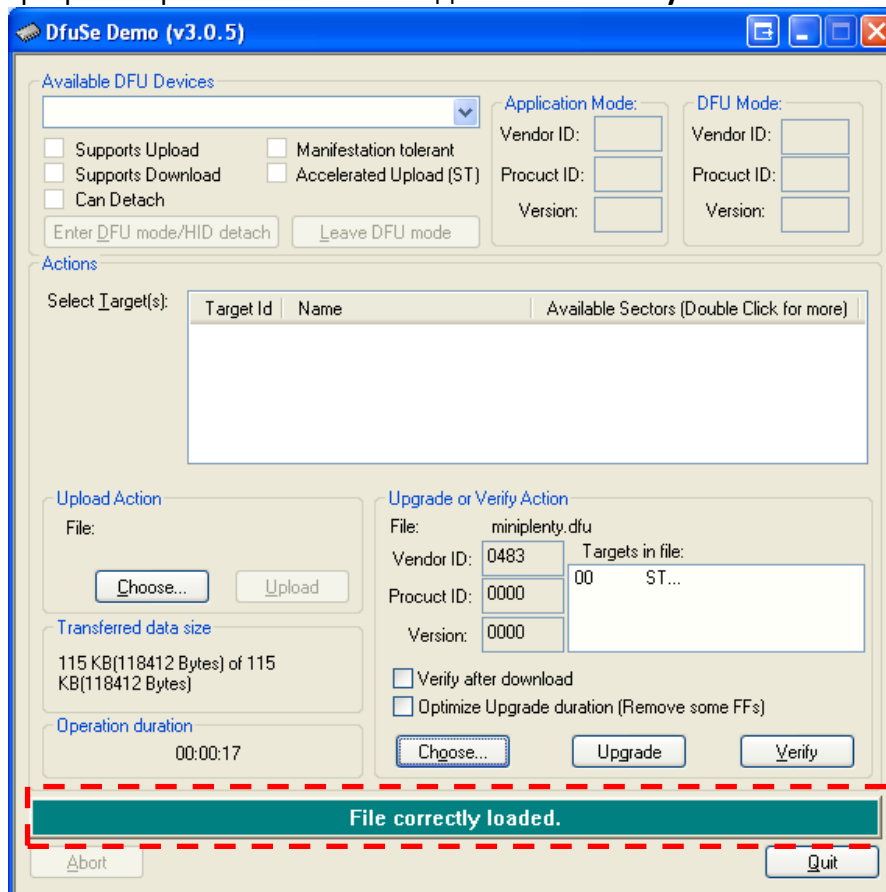 DfuSe Demo (v3.0.5)
Available DFU Devices
Supports Upload
Manifestation tolerant
Supports Download
Accelerated Upload (ST)
Can Detach
Enter DFU mode/HID detach
Leave DFU mode
Application Mode:
Vendor ID:
Procuct ID:
Version:
DFU Mode:
Vendor ID:
Procuct ID:
Version:
Actions
Select Target(s):
Target Id Name Available Sectors (Double Click for more)
Upload Action
File:
Choose...
Upload
Transferred data size
115 KB(118412 Bytes) of 115
KB(118412 Bytes)
Operation duration
00:00:17
Upgrade or Verify Action
File: miniplenty.dfu
Vendor ID: 0483
Procuct ID: 0000
Version: 0000
Targets in file:
00 ST...
Verify after download
Optimize Upgrade duration (Remove some FFs)
Choose...
Upgrade
Verify
File correctly loaded.
Abort
Quit